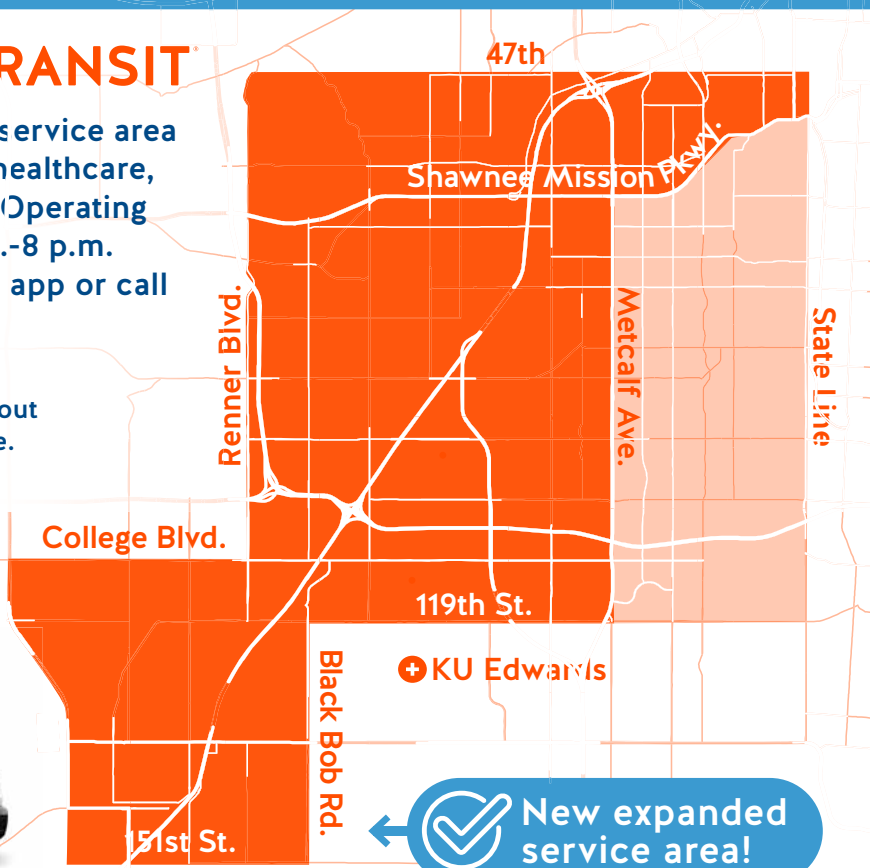 RANSIT
service area
healthcare,
Operating
.-8 p.m.
app or call
out
e.
47th
Shawnee Mission Pkwy.
Renner Blvd.
Metcalf Ave.
State Line
College Blvd.
119th St.
KU Edwards
Black Bob Rd.
151st St.
New expanded
service area!